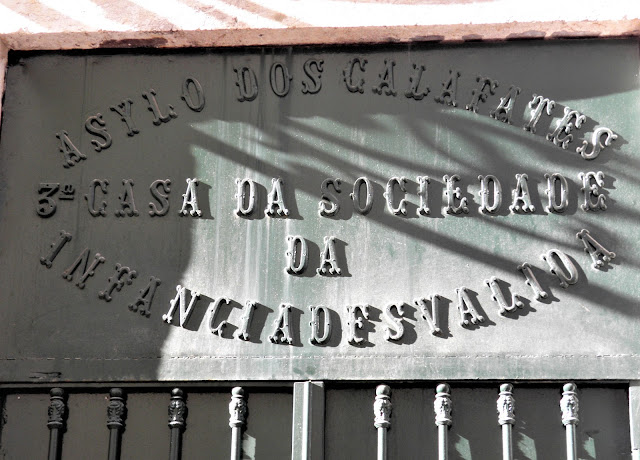 ASYLO DOS CALAFATES
3ª CASA DA SOCIEDADE
DA
INFANCIA DESVALIDA